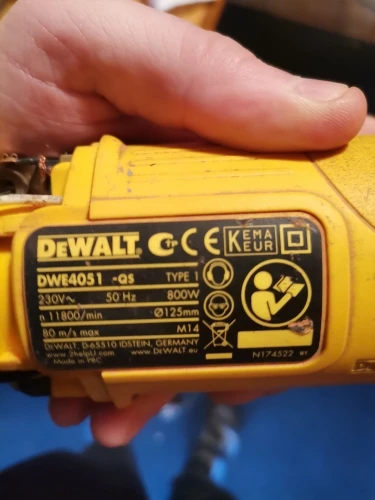 DEWALT CTP CE KEMA KEUR
DWE4051 -QS TYPE 1
230V~ 50 Hz 800W
n 11800/min Ø125mm
80 m/s max M14
DEWALT, D-65510 IDSTEIN, GERMANY
www.2helpU.com www.DEWALT.eu
Made in PRC
N174522